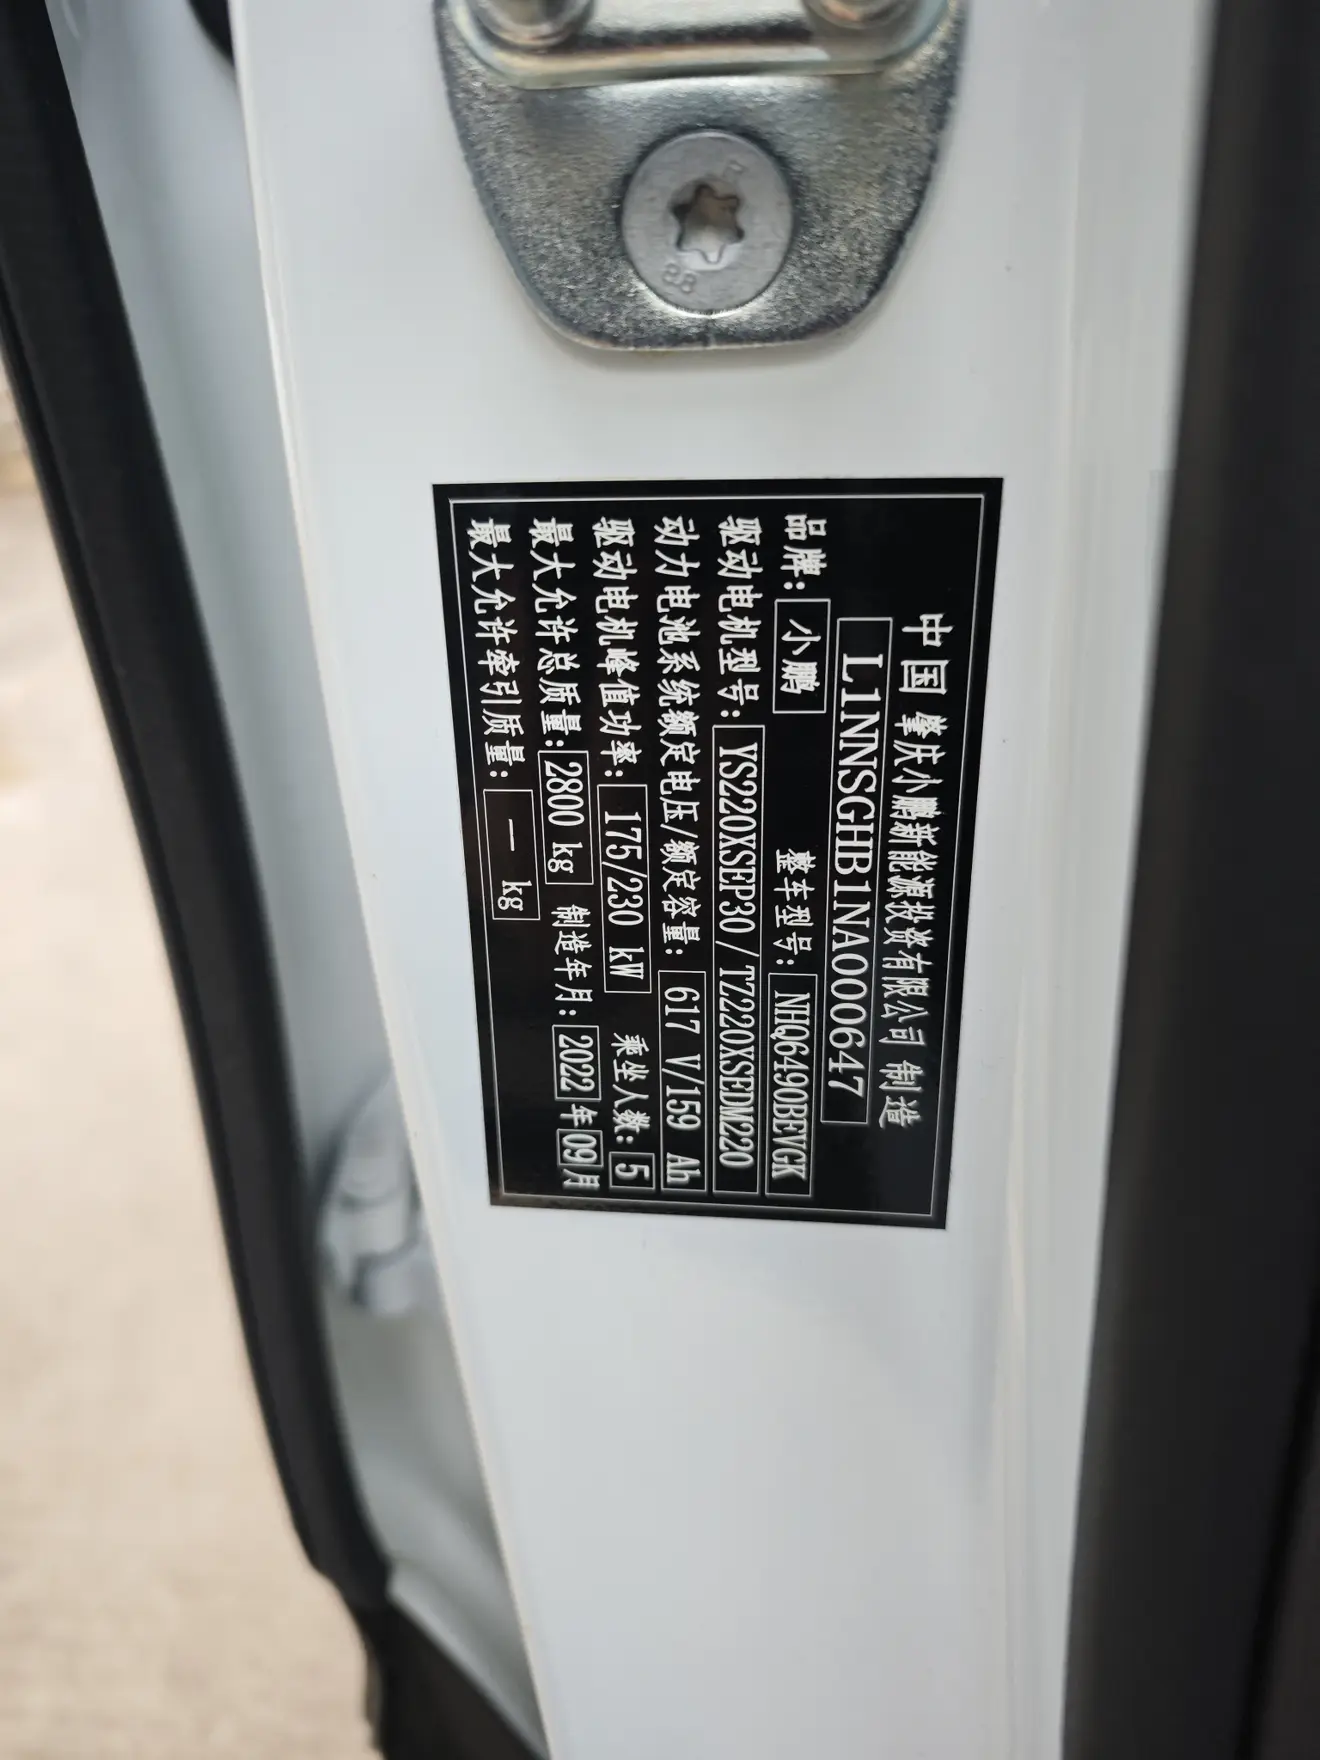 8.8
中国 肇庆小鹏新能源投资有限公司 制造
L1NNSGHB1NA000647
品牌: 小鹏 整车型号: NHQ6490BEVGK
驱动电机型号: YS220XSEP30 / TZ220XSEDM220
动力电池系统额定电压/额定容量: 617 V/159 Ah
驱动电机峰值功率: 175/230 kW 乘坐人数: 5
最大允许总质量: 2800 kg 制造年月: 2022年09月
最大允许牵引质量: — kg